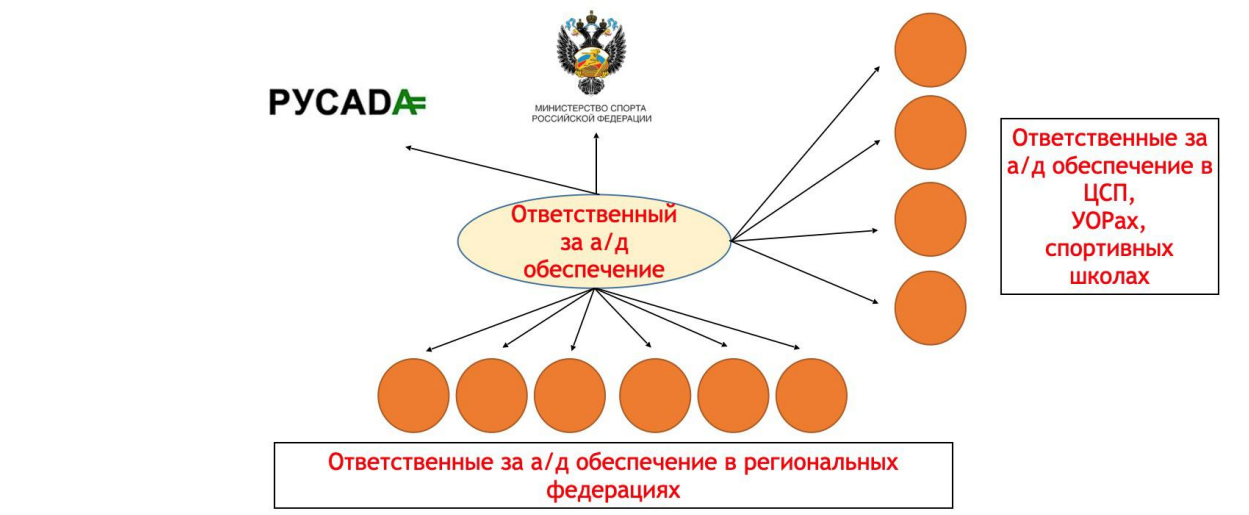 РУСАДА
МИНИСТЕРСТВО СПОРТА
РОССИЙСКОЙ ФЕДЕРАЦИИ
Ответственный
за а/д
обеспечение
Ответственные за
а/д обеспечение в
ЦСП,
УОРах,
спортивных
школах
Ответственные за а/д обеспечение в региональных
федерациях